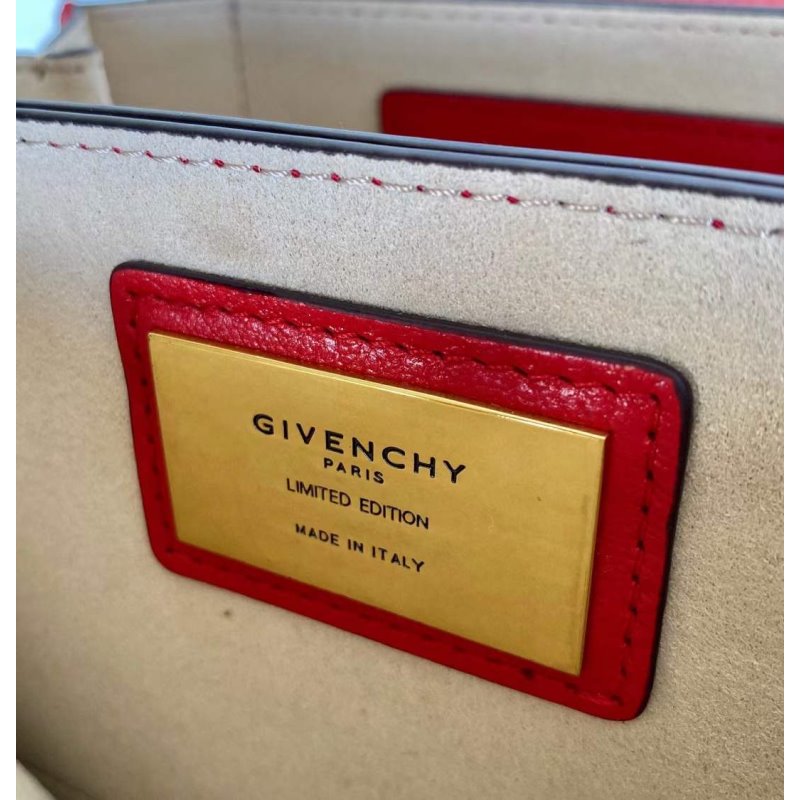 GIVENCHY
PARIS
LIMITED EDITION
MADE IN ITALY